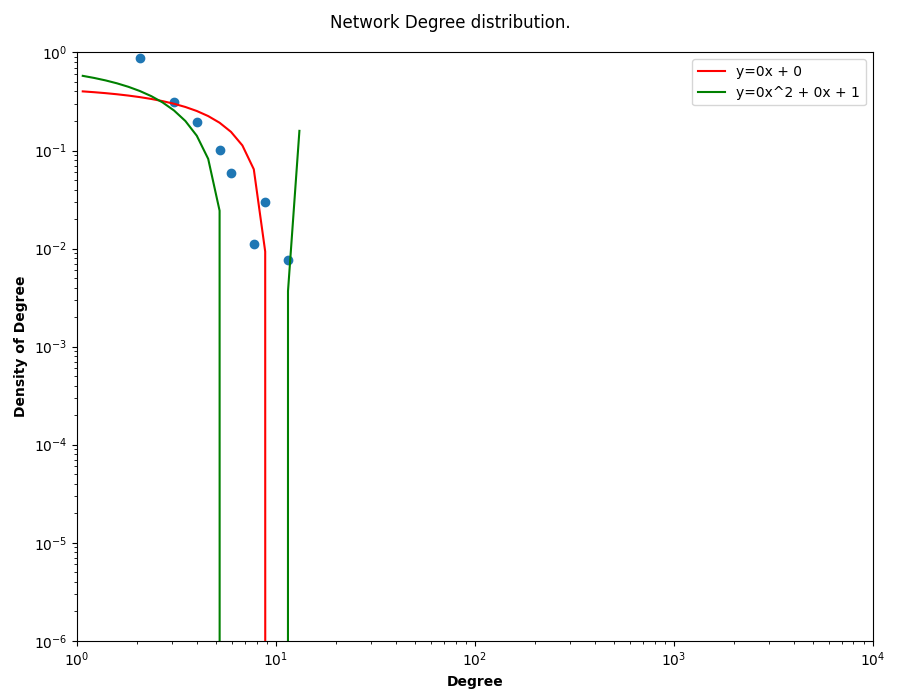 Network Degree distribution.
10^0
10^-1
10^-2
10^-3
10^-4
10^-5
10^-6
Density of Degree
y=0x + 0
y=0x^2 + 0x + 1
10^0 10^1 10^2 10^3 10^4
Degree